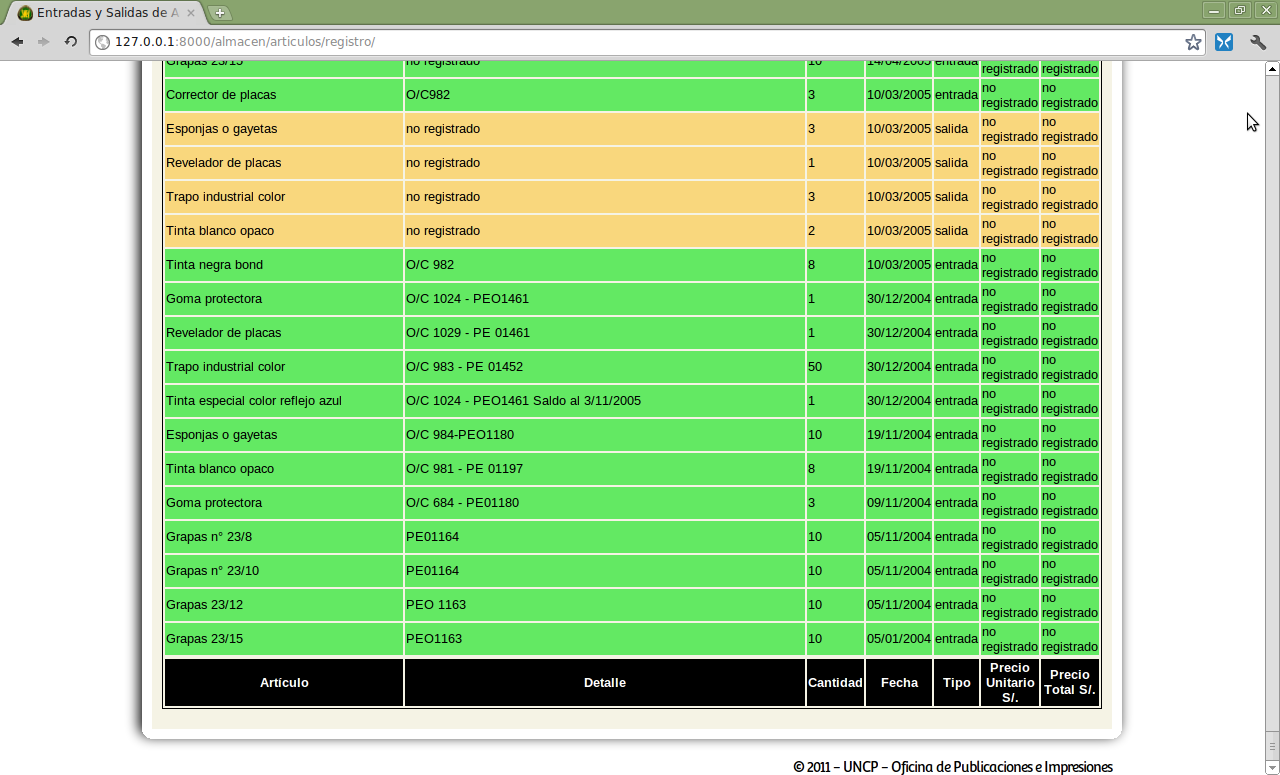 Entradas y Salidas de A
127.0.0.1:8000/almacen/articulos/registro/
Grapas 23/15 no registrado 10 14/04/2005 entrada registrado registrado
Corrector de placas O/C982 3 10/03/2005 entrada no registrado no registrado
Esponjas o gayetas no registrado 3 10/03/2005 salida no registrado no registrado
Revelador de placas no registrado 1 10/03/2005 salida no registrado no registrado
Trapo industrial color no registrado 3 10/03/2005 salida no registrado no registrado
Tinta blanco opaco no registrado 2 10/03/2005 salida no registrado no registrado
Tinta negra bond O/C 982 8 10/03/2005 entrada no registrado no registrado
Goma protectora O/C 1024 - PEO1461 1 30/12/2004 entrada no registrado no registrado
Revelador de placas O/C 1029 - PE 01461 1 30/12/2004 entrada no registrado no registrado
Trapo industrial color O/C 983 - PE 01452 50 30/12/2004 entrada no registrado no registrado
Tinta especial color reflejo azul O/C 1024 - PEO1461 Saldo al 3/11/2005 1 30/12/2004 entrada no registrado no registrado
Esponjas o gayetas O/C 984-PEO1180 10 19/11/2004 entrada no registrado no registrado
Tinta blanco opaco O/C 981 - PE 01197 8 19/11/2004 entrada no registrado no registrado
Goma protectora O/C 684 - PE01180 3 09/11/2004 entrada no registrado no registrado
Grapas n° 23/8 PE01164 10 05/11/2004 entrada no registrado no registrado
Grapas n° 23/10 PE01164 10 05/11/2004 entrada no registrado no registrado
Grapas 23/12 PEO 1163 10 05/11/2004 entrada no registrado no registrado
Grapas 23/15 PEO1163 10 05/01/2004 entrada no registrado no registrado
Artículo Detalle Cantidad Fecha Tipo Precio Unitario S/. Precio Total S/.
© 2011 – UNCP – Oficina de Publicaciones e Impresiones